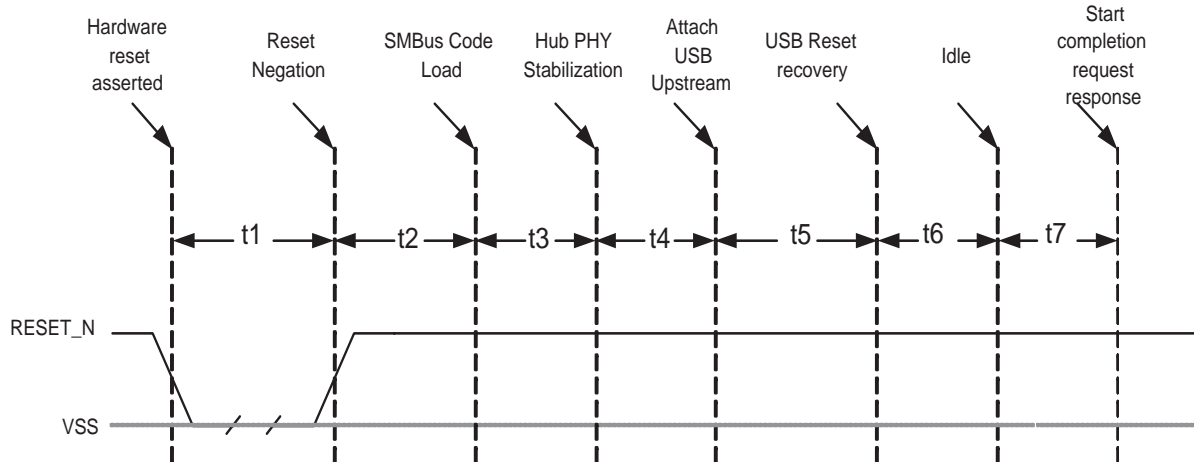 Hardware
reset
asserted
Reset
Negation
SMBus Code
Load
Hub PHY
Stabilization
Attach
USB
Upstream
USB Reset
recovery
Idle
Start
completion
request
response
t1
t2
t3
t4
t5
t6
t7
RESET_N
VSS